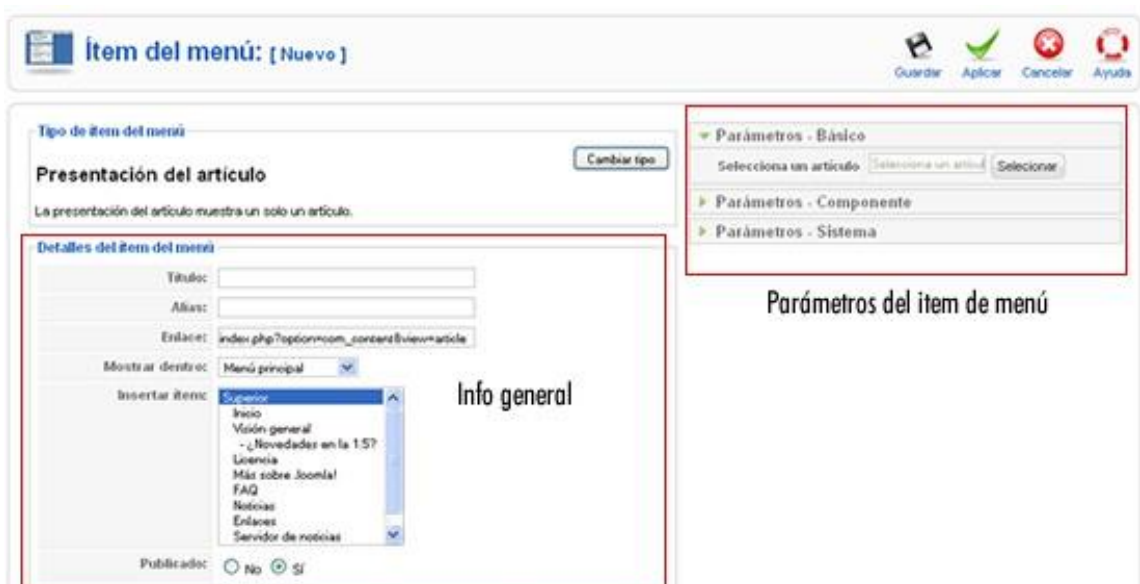 Ítem del menú: [ Nuevo ]
Guardar Aplicar Cancelar Ayuda
Tipo de ítem del menú
Cambiar tipo
Presentación del artículo
La presentación del artículo muestra un solo un artículo.
Detalles del ítem del menú
Título:
Alias:
Enlace: index.php?option=com_content&view=article
Mostrar dentro: Menú principal
Insertar ítem: Superior
Inicio
Visión general
- ¿Novedades en la 1.5?
Licencia
Más sobre Joomla!
FAQ
Noticias
Enlaces
Servidor de noticias
Publicado: No Sí
Info general
Parámetros - Básico
Selecciona un artículo Selecciona un artícul Selecionar
Parámetros - Componente
Parámetros - Sistema
Parámetros del item de menú